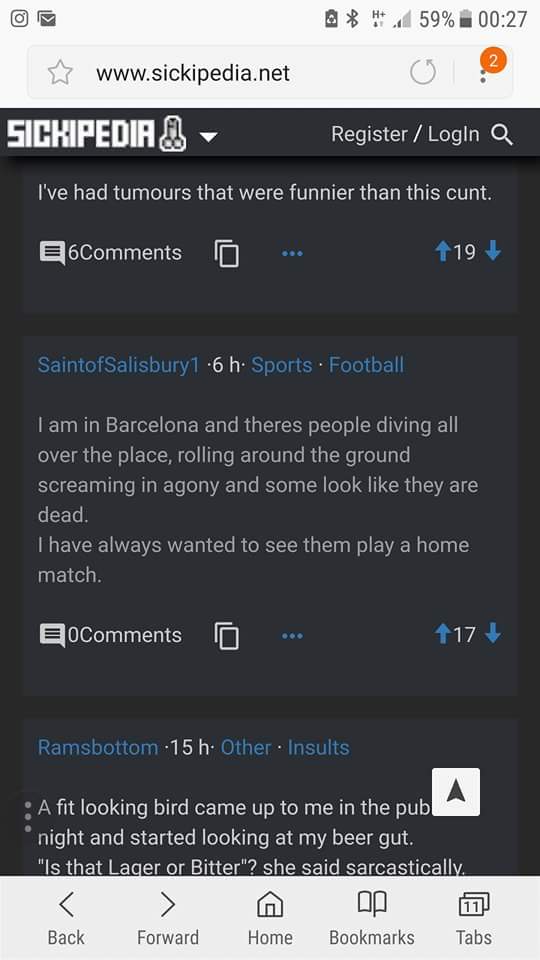 H+ 59% 00:27
www.sickipedia.net
2
SICKIPEDIA
Register / LogIn
I've had tumours that were funnier than this cunt.
6Comments
19
SaintofSalisbury1 ·6 h· Sports · Football
I am in Barcelona and theres people diving all
over the place, rolling around the ground
screaming in agony and some look like they are
dead.
I have always wanted to see them play a home
match.
0Comments
17
Ramsbottom ·15 h· Other · Insults
A fit looking bird came up to me in the pub
night and started looking at my beer gut.
"Is that Lager or Bitter"? she said sarcastically.
Back
Forward
Home
Bookmarks
11
Tabs